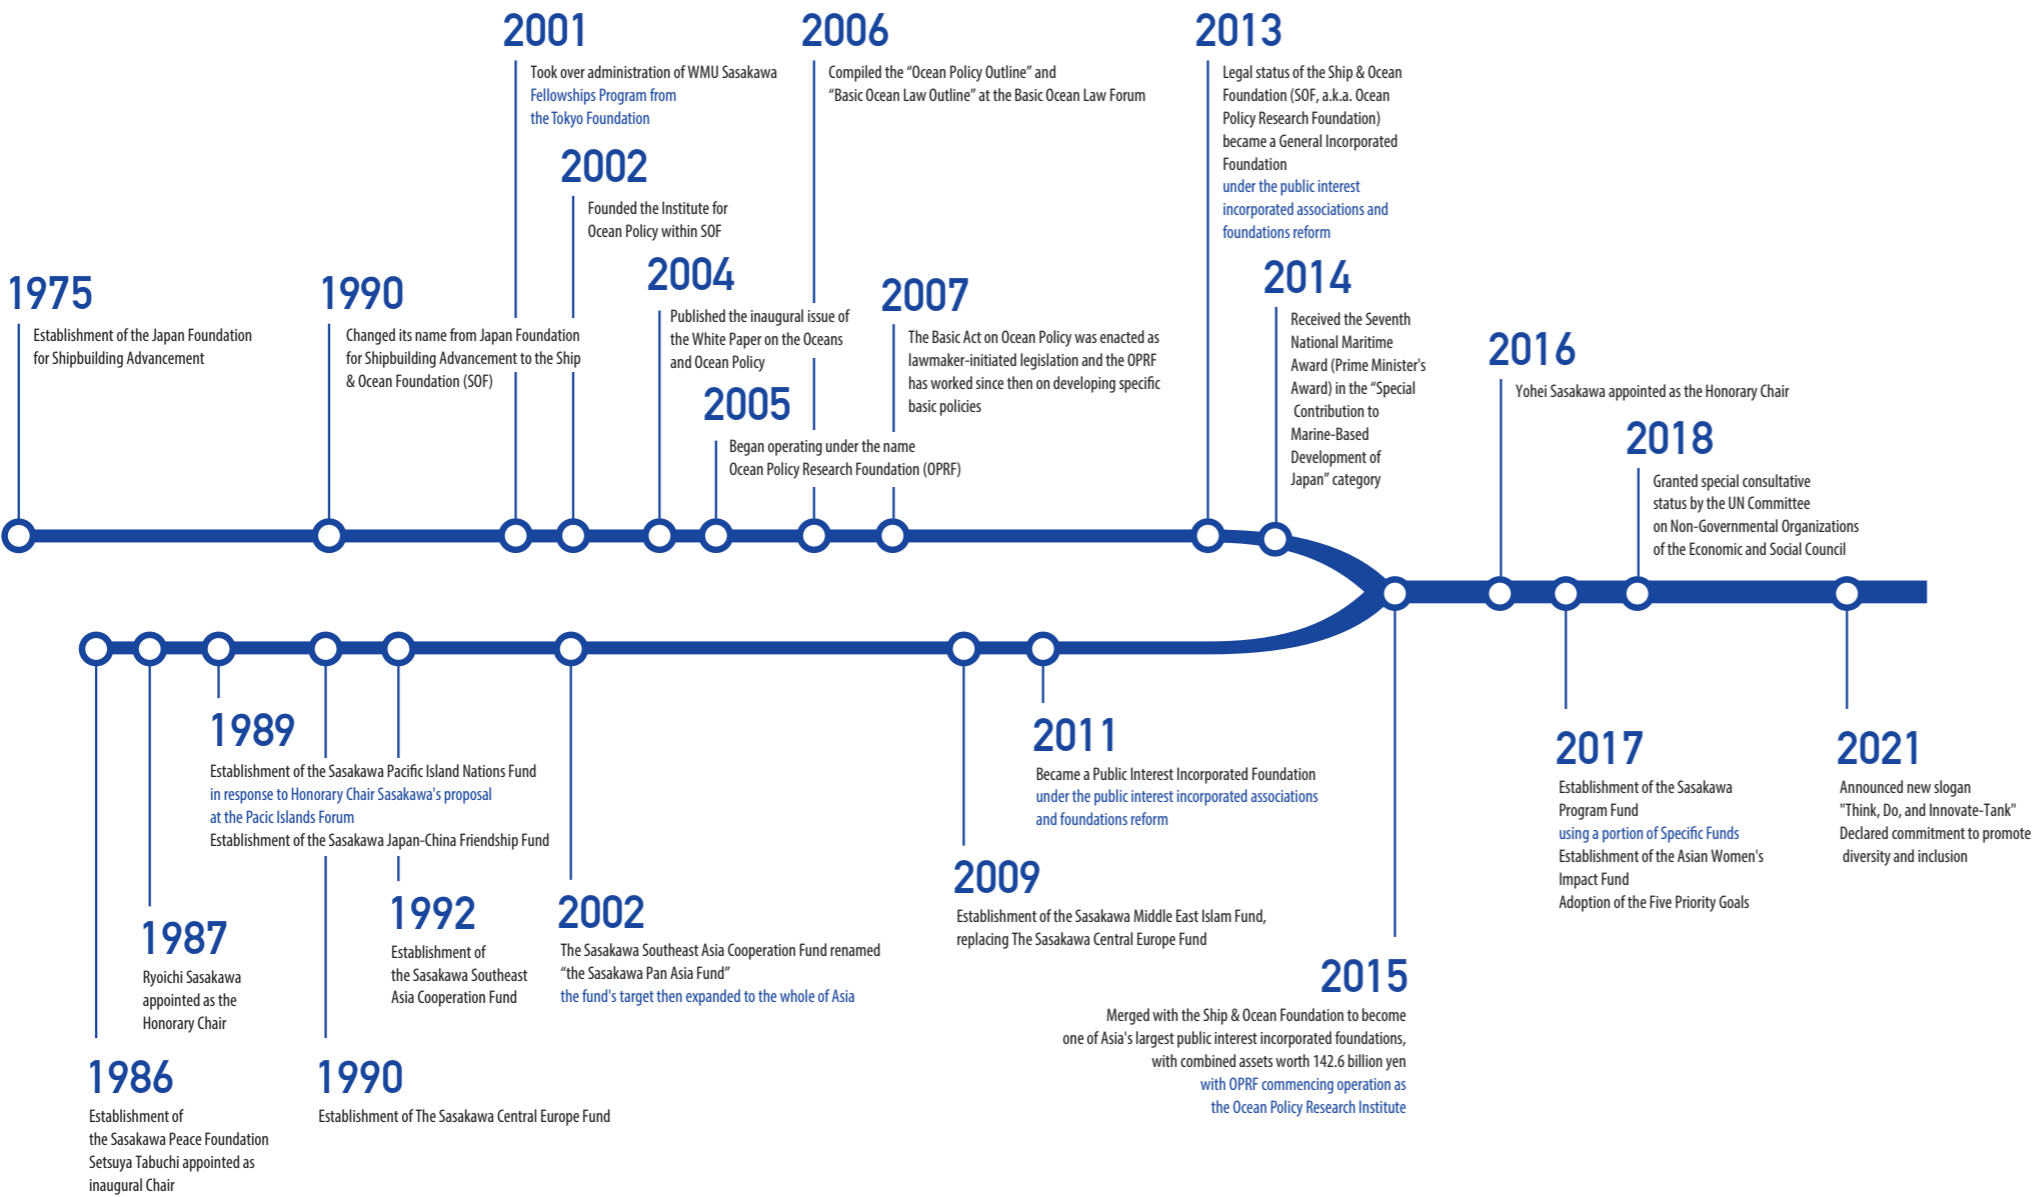 2001
Took over administration of WMU Sasakawa
Fellowships Program from
the Tokyo Foundation
2002
Founded the Institute for
Ocean Policy within SOF
2006
Compiled the “Ocean Policy Outline” and
“Basic Ocean Law Outline” at the Basic Ocean Law Forum
2013
Legal status of the Ship & Ocean
Foundation (SOF, a.k.a. Ocean
Policy Research Foundation)
became a General Incorporated
Foundation
under the public interest
incorporated associations and
foundations reform
1975
Establishment of the Japan Foundation
for Shipbuilding Advancement
1990
Changed its name from Japan Foundation
for Shipbuilding Advancement to the Ship
& Ocean Foundation (SOF)
2004
Published the inaugural issue of
the White Paper on the Oceans
and Ocean Policy
2005
Began operating under the name
Ocean Policy Research Foundation (OPRF)
2007
The Basic Act on Ocean Policy was enacted as
lawmaker-initiated legislation and the OPRF
has worked since then on developing specific
basic policies
2014
Received the Seventh
National Maritime
Award (Prime Minister's
Award) in the “Special
Contribution to
Marine-Based
Development of
Japan” category
2016
Yohei Sasakawa appointed as the Honorary Chair
2018
Granted special consultative
status by the UN Committee
on Non-Governmental Organizations
of the Economic and Social Council
1989
Establishment of the Sasakawa Pacific Island Nations Fund
in response to Honorary Chair Sasakawa's proposal
at the Pacic Islands Forum
Establishment of the Sasakawa Japan-China Friendship Fund
1987
Ryoichi Sasakawa
appointed as the
Honorary Chair
1986
Establishment of
the Sasakawa Peace Foundation
Setsuya Tabuchi appointed as
inaugural Chair
1990
Establishment of The Sasakawa Central Europe Fund
1992
Establishment of
the Sasakawa Southeast
Asia Cooperation Fund
2002
The Sasakawa Southeast Asia Cooperation Fund renamed
“the Sasakawa Pan Asia Fund”
the fund's target then expanded to the whole of Asia
2011
Became a Public Interest Incorporated Foundation
under the public interest incorporated associations
and foundations reform
2009
Establishment of the Sasakawa Middle East Islam Fund,
replacing The Sasakawa Central Europe Fund
2015
Merged with the Ship & Ocean Foundation to become
one of Asia's largest public interest incorporated foundations,
with combined assets worth 142.6 billion yen
with OPRF commencing operation as
the Ocean Policy Research Institute
2017
Establishment of the Sasakawa
Program Fund
using a portion of Specific Funds
Establishment of the Asian Women's
Impact Fund
Adoption of the Five Priority Goals
2021
Announced new slogan
"Think, Do, and Innovate-Tank"
Declared commitment to promote
diversity and inclusion